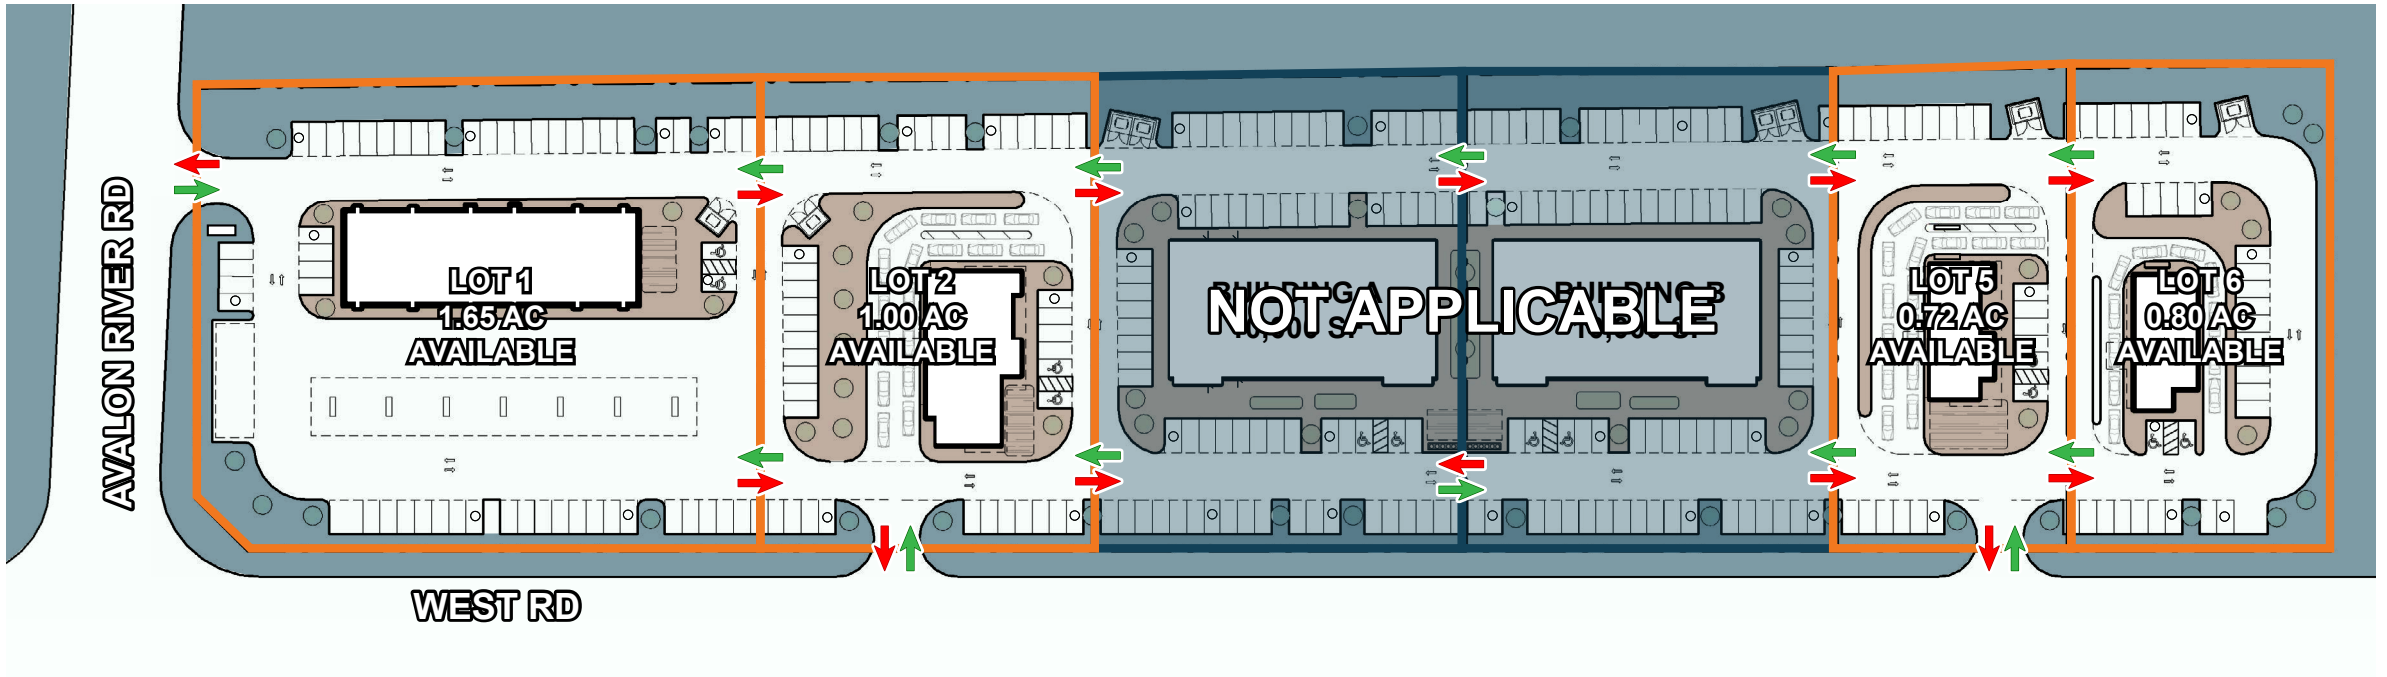 LOT 1
1.65 AC
AVAILABLE
LOT 2
1.00 AC
AVAILABLE
NOT APPLICABLE
LOT 5
0.72 AC
AVAILABLE
LOT 6
0.80 AC
AVAILABLE
AVALON RIVER RD
WEST RD